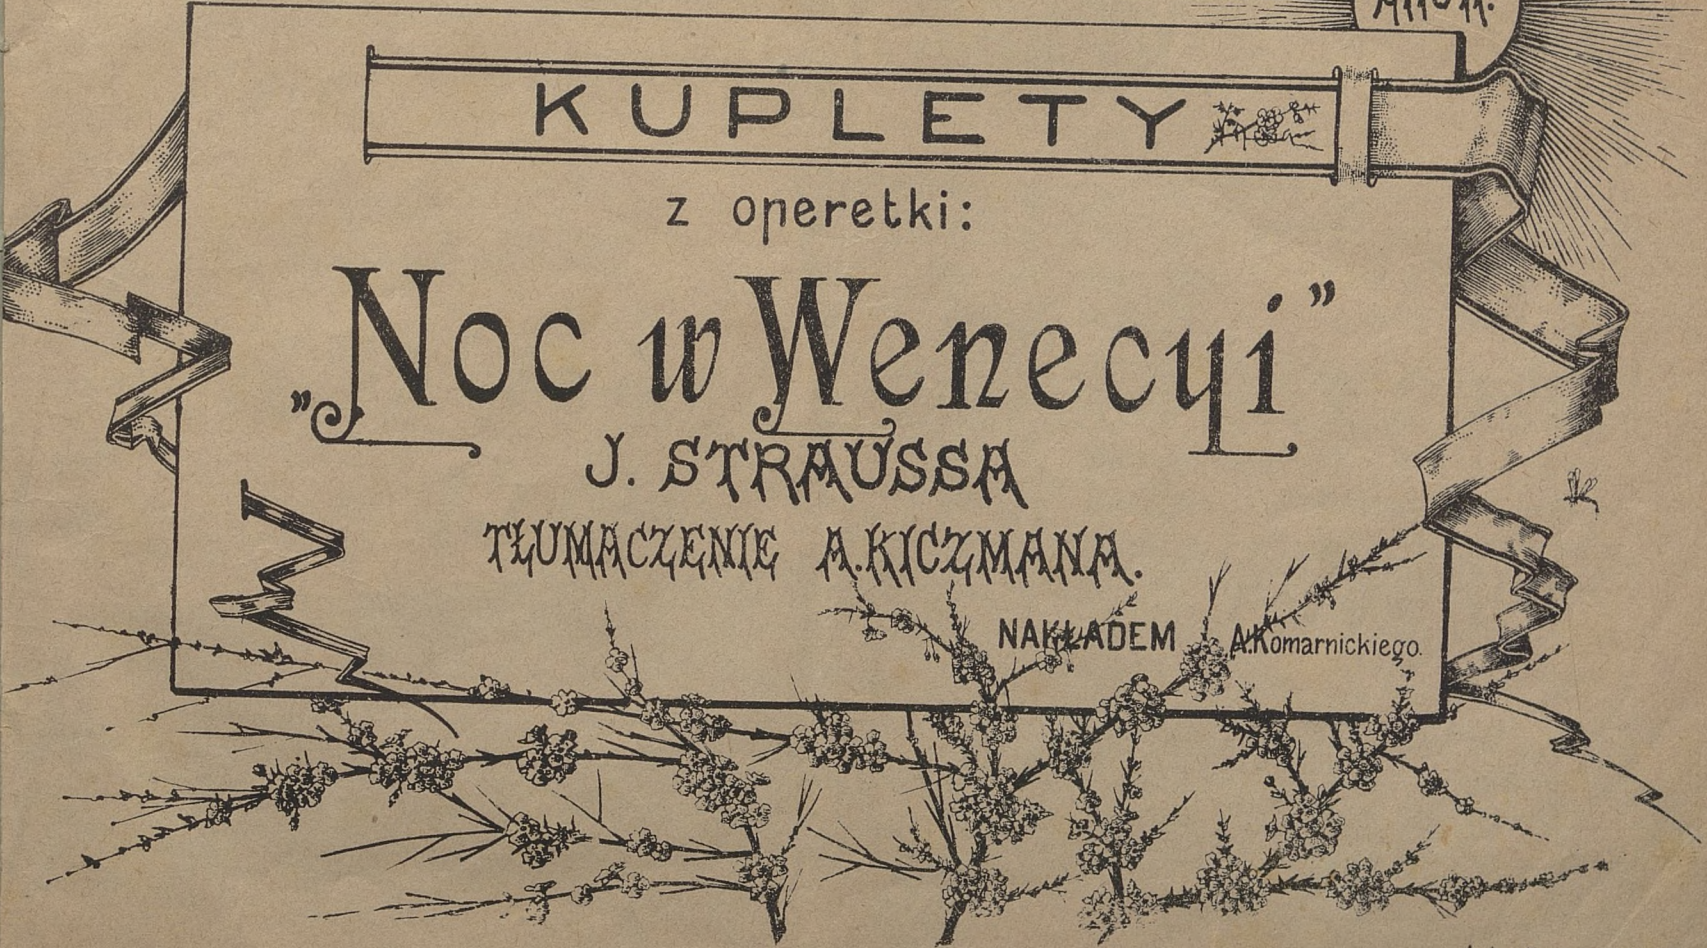 KUPLETY
z operetki:
„Noc w Wenecyi”
J. STRAUSSA
TŁUMACZENIE A. KICZMANA.
NAKŁADEM A. Komarnickiego.